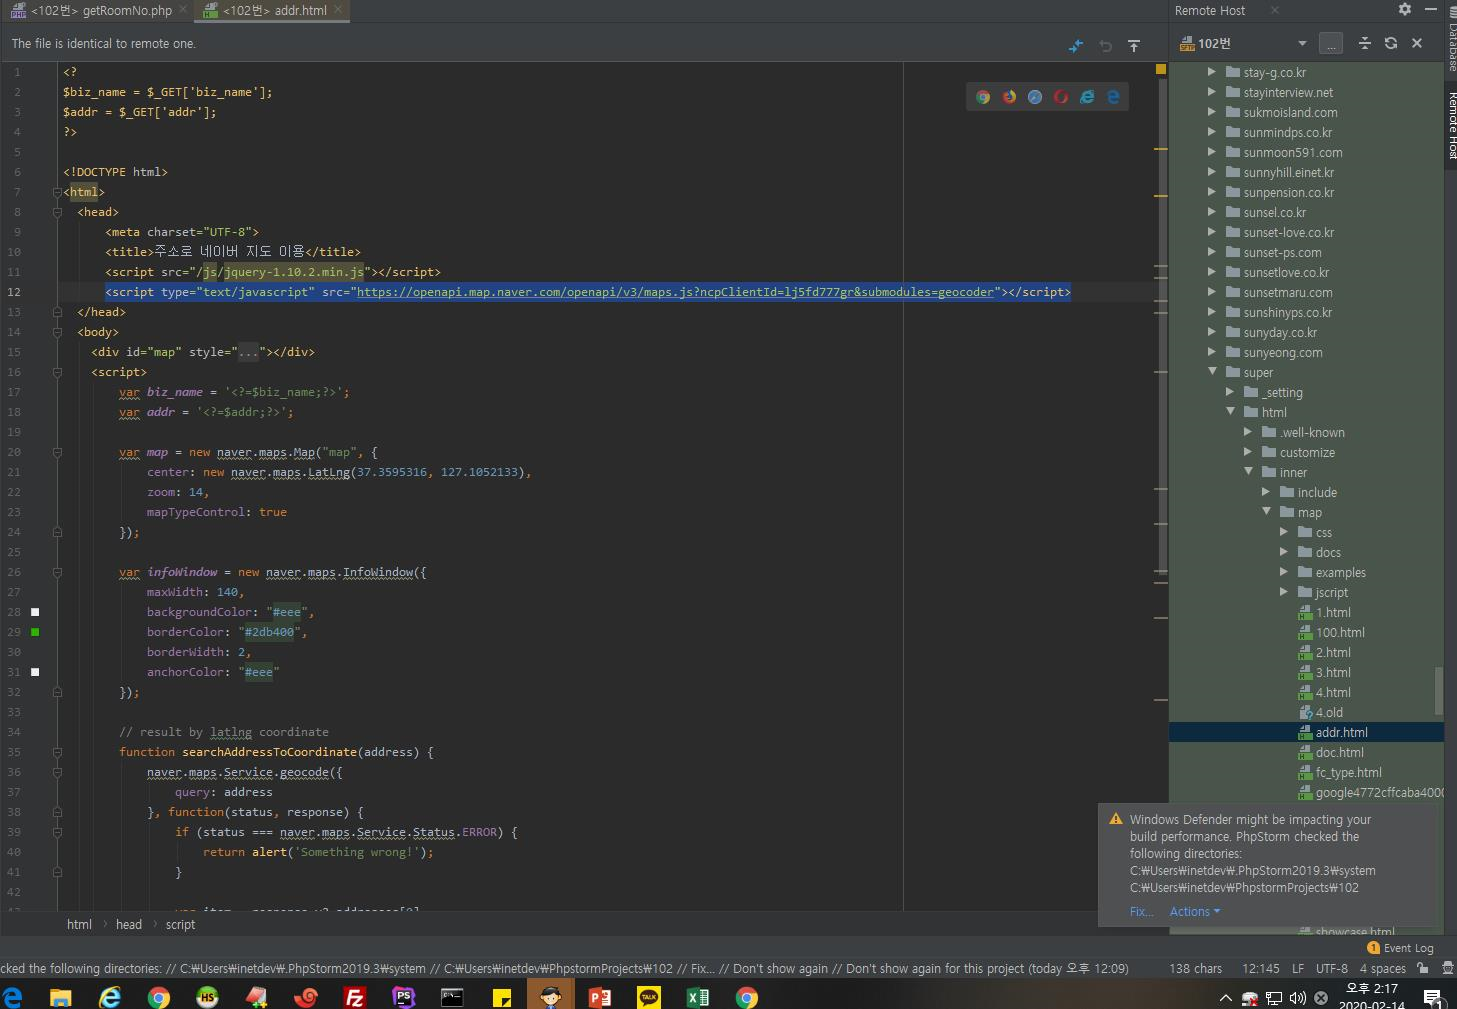 <102번> getRoomNo.php
<102번> addr.html
Remote Host
The file is identical to remote one.
102번
...
1 <?
2 $biz_name = $_GET['biz_name'];
3 $addr = $_GET['addr'];
4 ?>
5
6 <!DOCTYPE html>
7 <html>
8 <head>
9 <meta charset="UTF-8">
10 <title>주소로 네이버 지도 이용</title>
11 <script src="/js/jquery-1.10.2.min.js"></script>
12 <script type="text/javascript" src="https://openapi.map.naver.com/openapi/v3/maps.js?ncpClientId=lj5fd777gr&submodules=geocoder"></script>
13 </head>
14 <body>
15 <div id="map" style="..."></div>
16 <script>
17 var biz_name = '<?=$biz_name;?>';
18 var addr = '<?=$addr;?>';
19
20 var map = new naver.maps.Map("map", {
21 center: new naver.maps.LatLng(37.3595316, 127.1052133),
22 zoom: 14,
23 mapTypeControl: true
24 });
25
26 var infoWindow = new naver.maps.InfoWindow({
27 maxWidth: 140,
28 backgroundColor: "#eee",
29 borderColor: "#2db400",
30 borderWidth: 2,
31 anchorColor: "#eee"
32 });
33
34 // result by latlng coordinate
35 function searchAddressToCoordinate(address) {
36 naver.maps.Service.geocode({
37 query: address
38 }, function(status, response) {
39 if (status === naver.maps.Service.Status.ERROR) {
40 return alert('Something wrong!');
41 }
42
html
head
script
stay-g.co.kr
stayinterview.net
sukmoisland.com
sunmindps.co.kr
sunmoon591.com
sunnyhill.einet.kr
sunpension.co.kr
sunsel.co.kr
sunset-love.co.kr
sunset-ps.com
sunsetlove.co.kr
sunsetmaru.com
sunshinyps.co.kr
sunyday.co.kr
sunyeong.com
super
_setting
html
.well-known
customize
inner
include
map
css
docs
examples
jscript
1.html
100.html
2.html
3.html
4.html
4.old
addr.html
doc.html
fc_type.html
google4772cffcaba4000
showcase.html
Database
Remote Host
Windows Defender might be impacting your
build performance. PhpStorm checked the
following directories:
C:₩Users₩inetdev₩.PhpStorm2019.3₩system
C:₩Users₩inetdev₩PhpstormProjects₩102
Fix... Actions
1 Event Log
cked the following directories: // C:₩Users₩inetdev₩.PhpStorm2019.3₩system // C:₩Users₩inetdev₩PhpstormProjects₩102 // Fix... // Don't show again // Don't show again for this project (today 오후 12:09)
138 chars 12:145 LF UTF-8 4 spaces
오후 2:17
2020-02-14